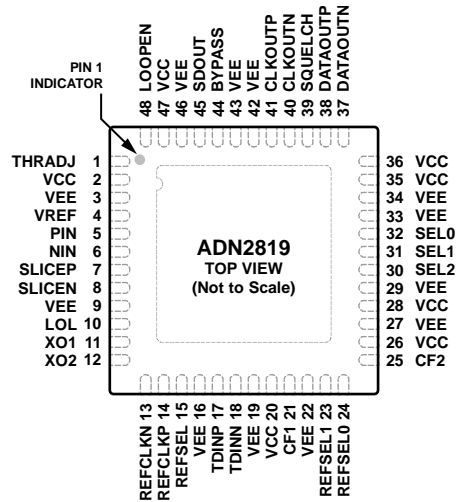 48 LOOPEN
47 VCC
46 VEE
45 SDOUT
44 BYPASS
43 VEE
42 VEE
41 CLKOUTP
40 CLKOUTN
39 SQUELCH
38 DATAOUTP
37 DATAOUTN
PIN 1
INDICATOR
THRADJ 1
VCC 2
VEE 3
VREF 4
PIN 5
NIN 6
SLICEP 7
SLICEN 8
VEE 9
LOL 10
XO1 11
XO2 12
ADN2819
TOP VIEW
(Not to Scale)
36 VCC
35 VCC
34 VEE
33 VEE
32 SEL0
31 SEL1
30 SEL2
29 VEE
28 VCC
27 VEE
26 VCC
25 CF2
REFCLKN 13
REFCLKP 14
REFSEL 15
VEE 16
TDINP 17
TDINN 18
VEE 19
VCC 20
CF1 21
VEE 22
REFSEL1 23
REFSEL0 24